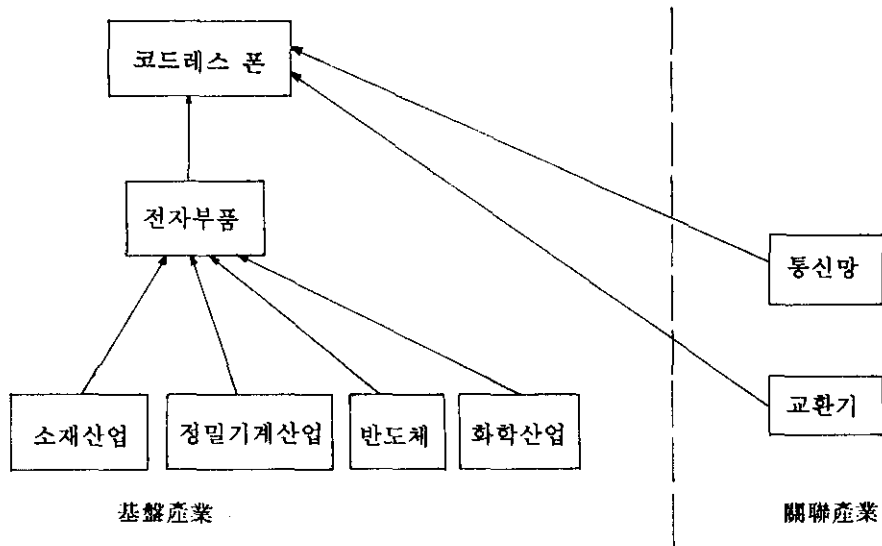 코드레스 폰
전자부품
통신망
교환기
소재산업
정밀기계산업
반도체
화학산업
基盤產業
關聯產業